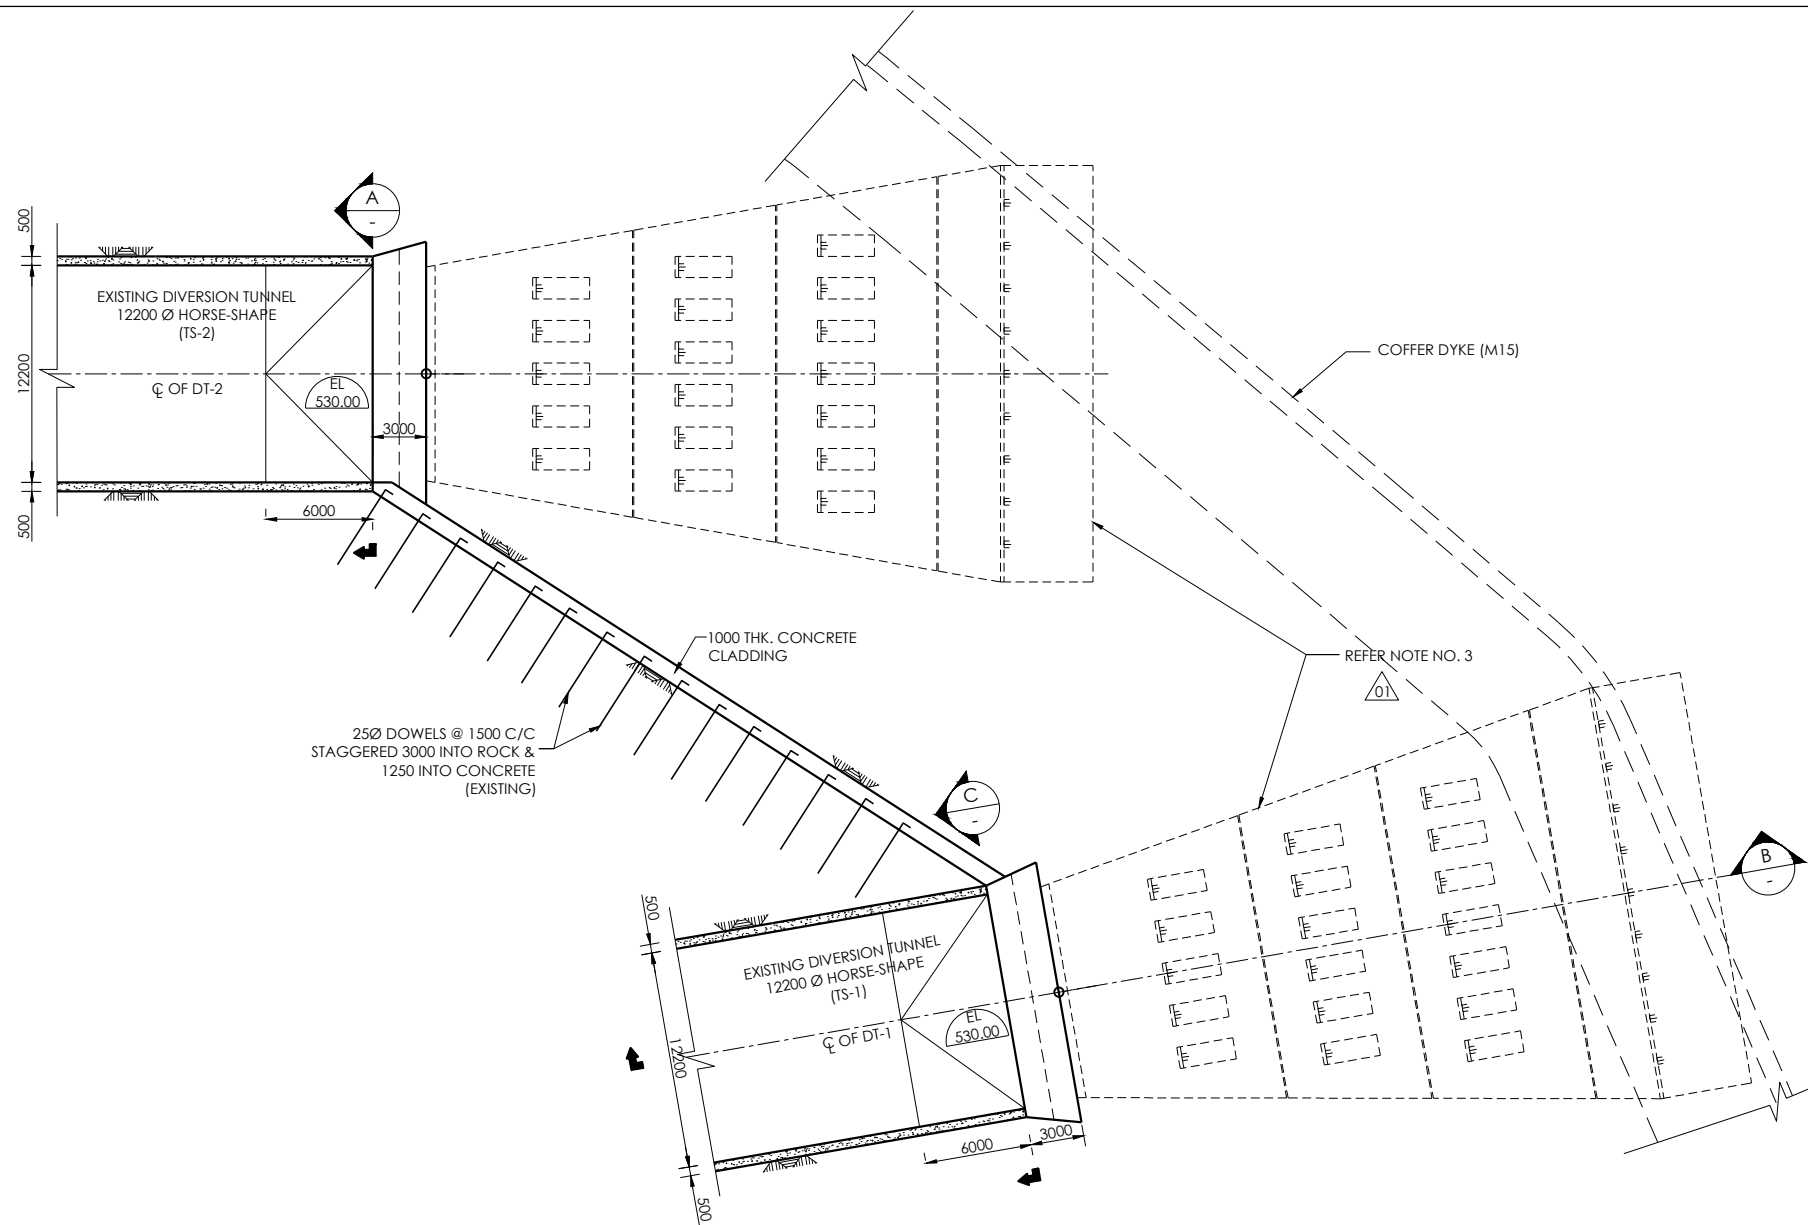 A
-
500
12200
500
EXISTING DIVERSION TUNNEL
12200 Ø HORSE-SHAPE
(TS-2)
℄ OF DT-2
EL
530.00
3000
6000
COFFER DYKE (M15)
1000 THK. CONCRETE
CLADDING
REFER NOTE NO. 3
01
25Ø DOWELS @ 1500 C/C
STAGGERED 3000 INTO ROCK &
1250 INTO CONCRETE
(EXISTING)
C
-
B
-
500
12200
500
EXISTING DIVERSION TUNNEL
12200 Ø HORSE-SHAPE
(TS-1)
℄ OF DT-1
EL
530.00
6000
3000